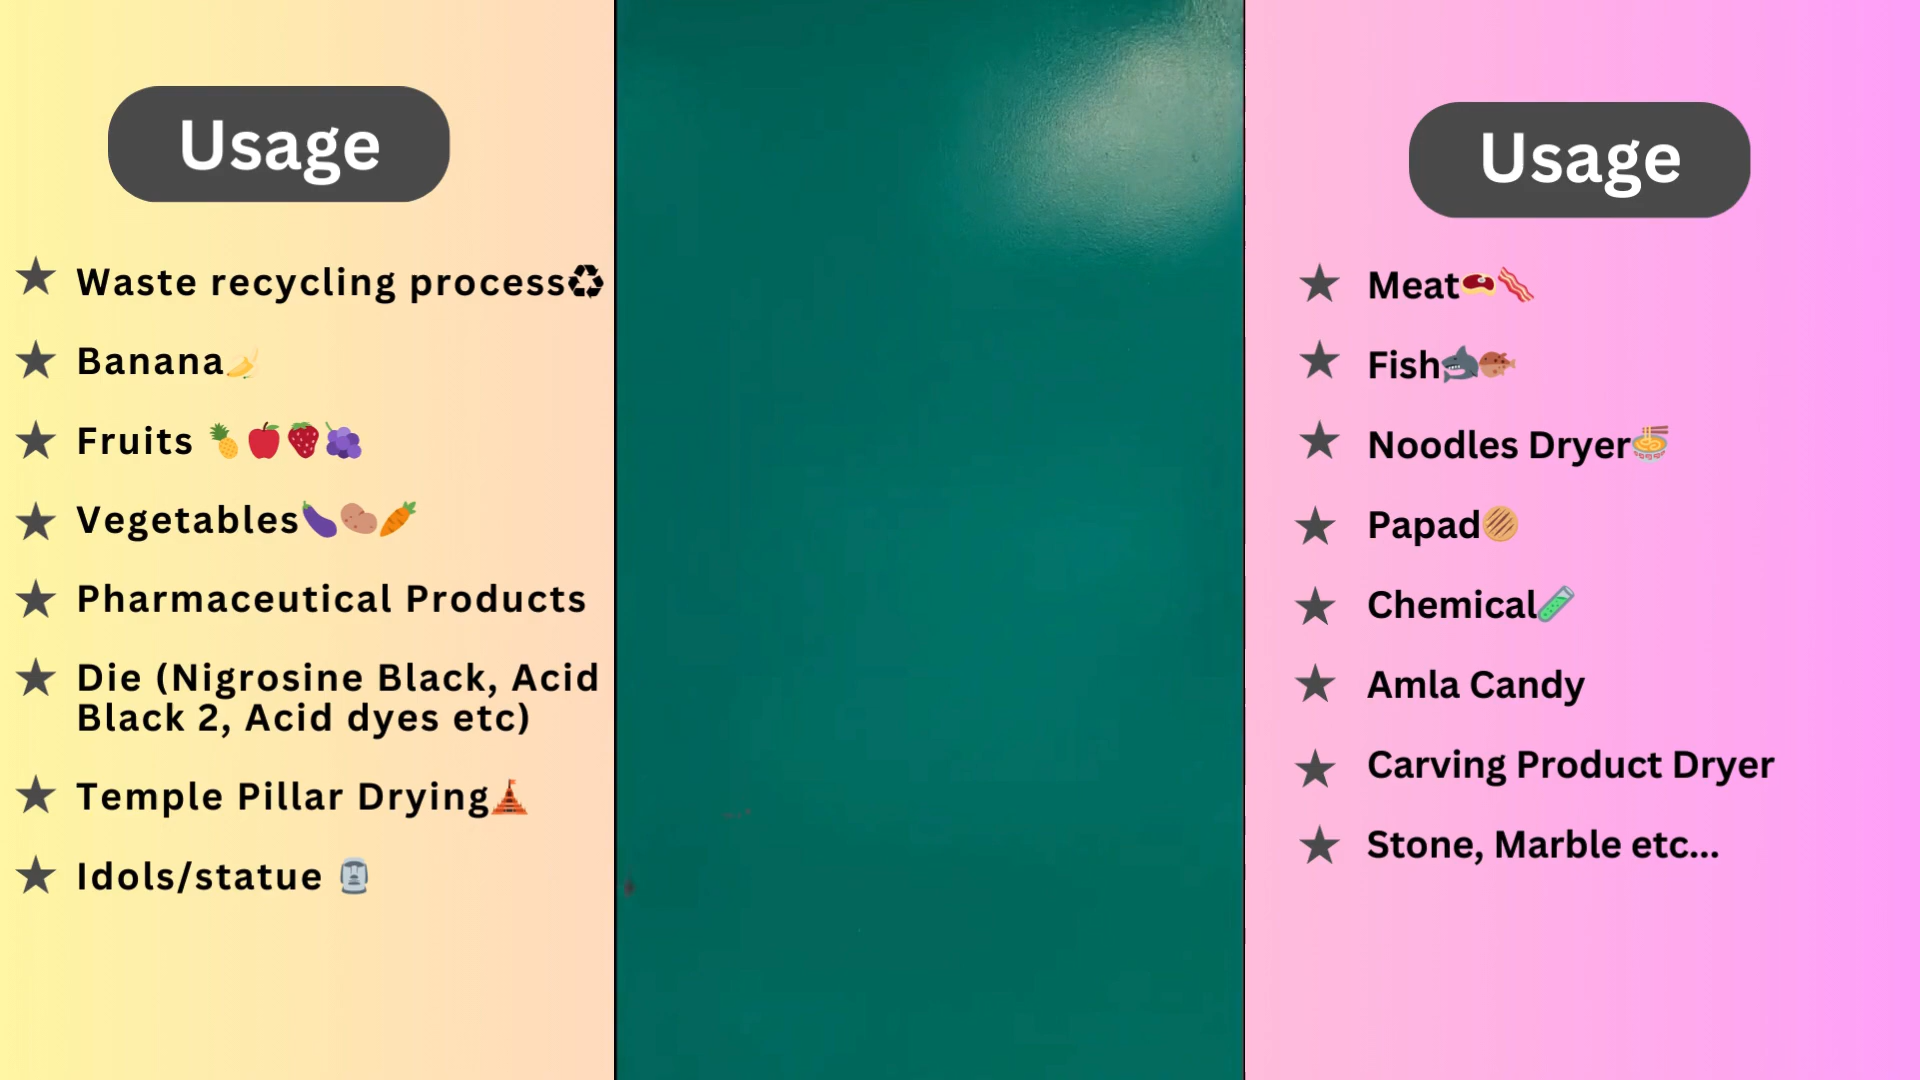 Usage
★ Waste recycling process♻
★ Banana🍌
★ Fruits 🍍🍎🍓🍇
★ Vegetables🍆🥔🥕
★ Pharmaceutical Products
★ Die (Nigrosine Black, Acid
Black 2, Acid dyes etc)
★ Temple Pillar Drying🛕
★ Idols/statue 🗿
Usage
★ Meat🥩🥓
★ Fish🦈🐡
★ Noodles Dryer🍜
★ Papad🫓
★ Chemical🧪
★ Amla Candy
★ Carving Product Dryer
★ Stone, Marble etc...